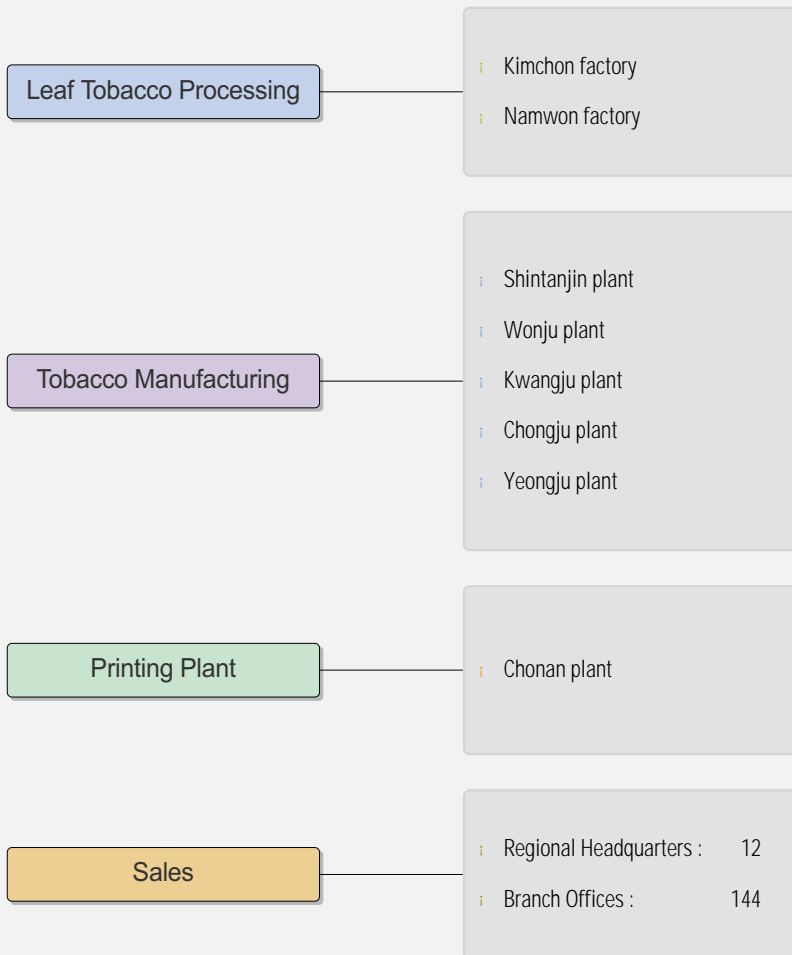 Leaf Tobacco Processing
¡ Kimchon factory
¡ Namwon factory
Tobacco Manufacturing
¡ Shintanjin plant
¡ Wonju plant
¡ Kwangju plant
¡ Chongju plant
¡ Yeongju plant
Printing Plant
¡ Chonan plant
Sales
¡ Regional Headquarters : 12
¡ Branch Offices : 144